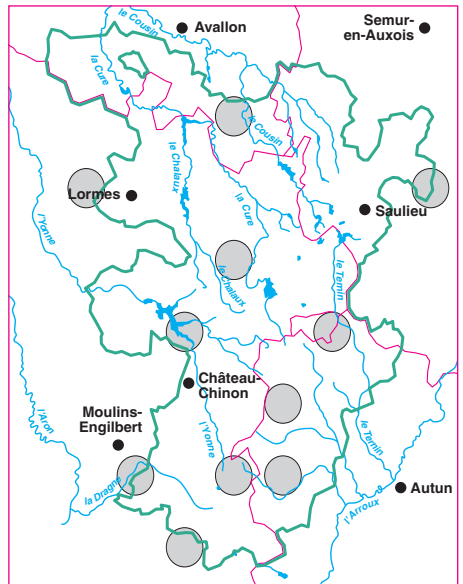 le Cousin
Avallon
Semur-
en-Auxois
la Cure
le Cousin
le Chalaux
Lormes
la Cure
Saulieu
l'Yonne
le Ternin
la Chalaux
Château-
Chinon
l'Aron
Moulins-
Engilbert
l'Yonne
le Ternin
la Dragne
Autun
l'Arroux